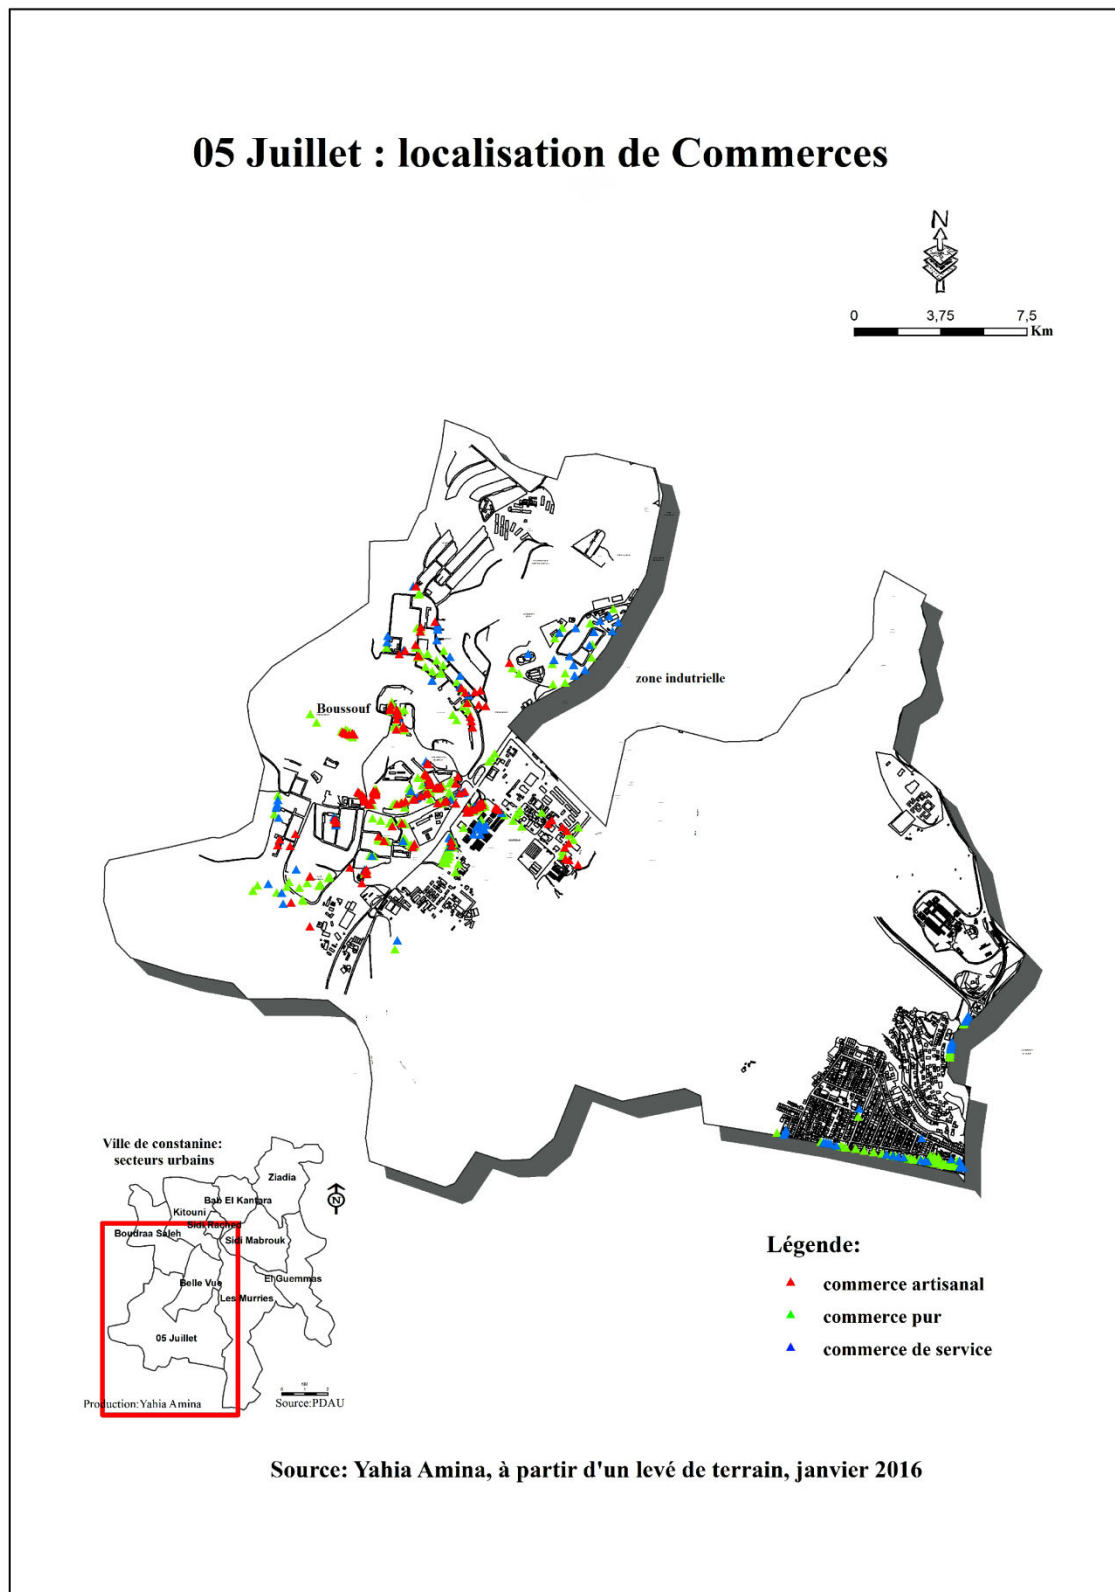 05 Juillet : localisation de Commerces
N
0 3,75 7,5
Km
zone indutrielle
Boussouf
Ville de constanine:
secteurs urbains
Ziadia
Bab El Kantara
Kitouni
Sidi Rached
Boudraa Saleh
Sidi Mabrouk
Belle Vue
El Guemmas
Les Murries
05 Juillet
N
Production:Yahia Amina
Source:PDAU
Légende:
commerce artisanal
commerce pur
commerce de service
Source: Yahia Amina, à partir d'un levé de terrain, janvier 2016